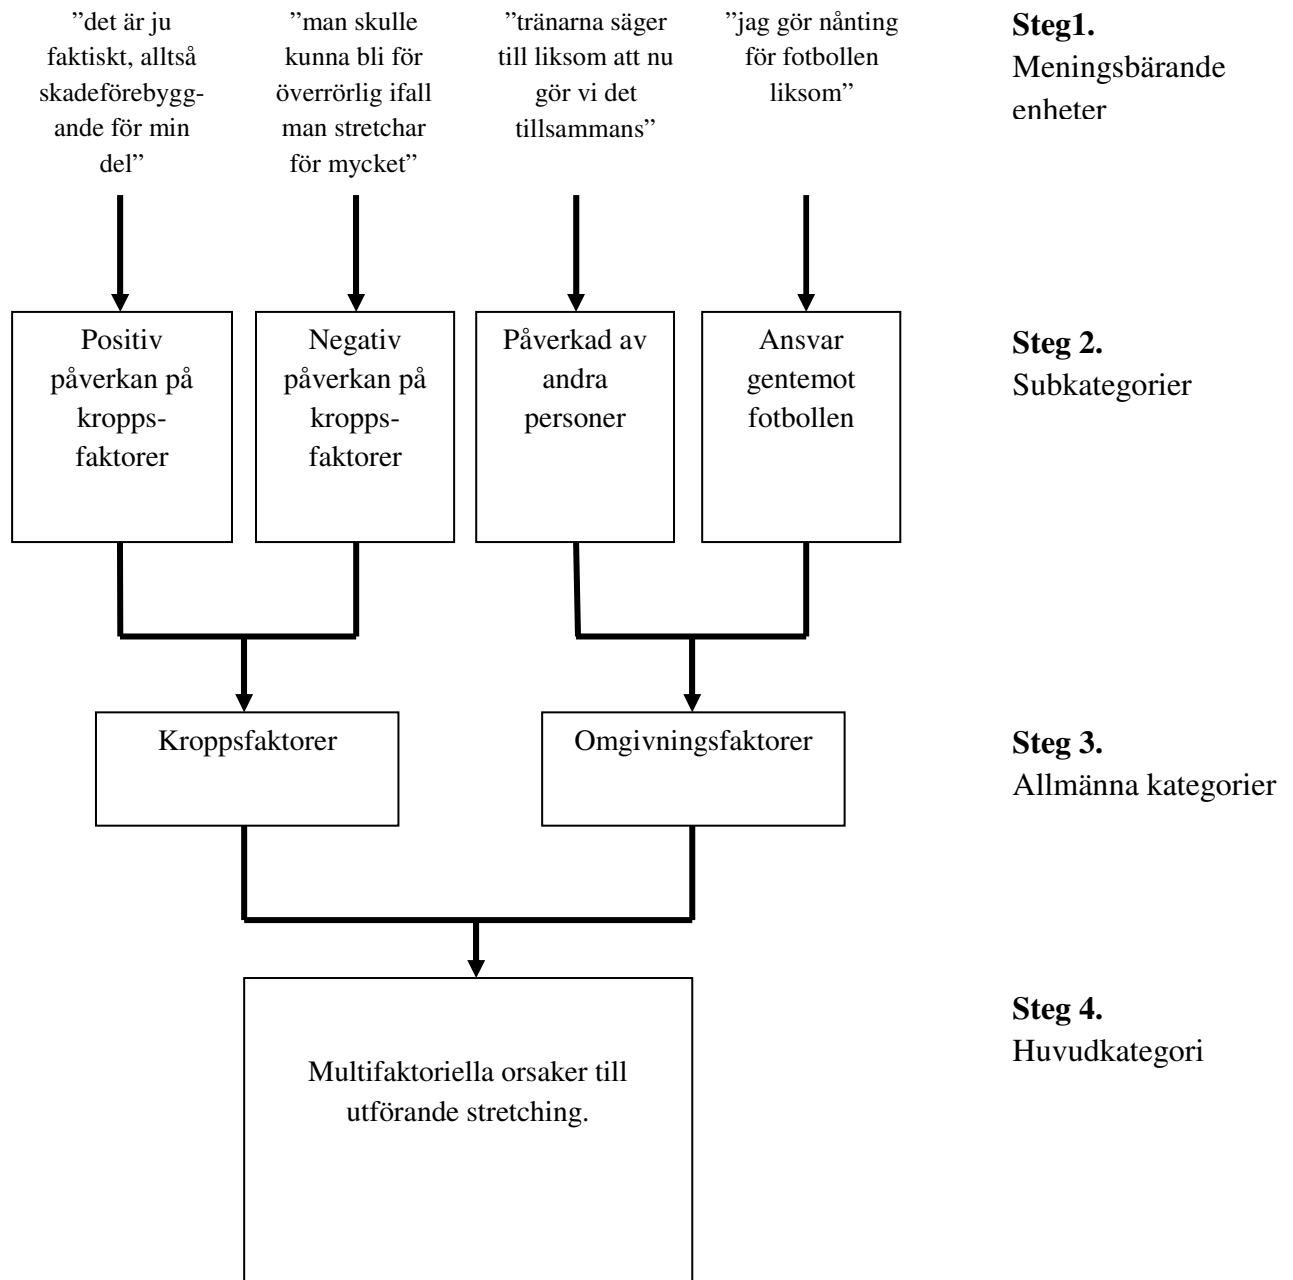 ”det är ju
faktiskt, alltså
skadeförebygg-
ande för min
del”
”man skulle
kunna bli för
överrörlig ifall
man stretchar
för mycket”
”tränarna säger
till liksom att nu
gör vi det
tillsammans”
”jag gör nånting
för fotbollen
liksom”
Steg1.
Meningsbärande
enheter
Positiv
påverkan på
kropps-
faktorer
Negativ
påverkan på
kropps-
faktorer
Påverkad av
andra
personer
Ansvar
gentemot
fotbollen
Steg 2.
Subkategorier
Kroppsfaktorer
Omgivningsfaktorer
Steg 3.
Allmänna kategorier
Multifaktoriella orsaker till
utförande stretching.
Steg 4.
Huvudkategori